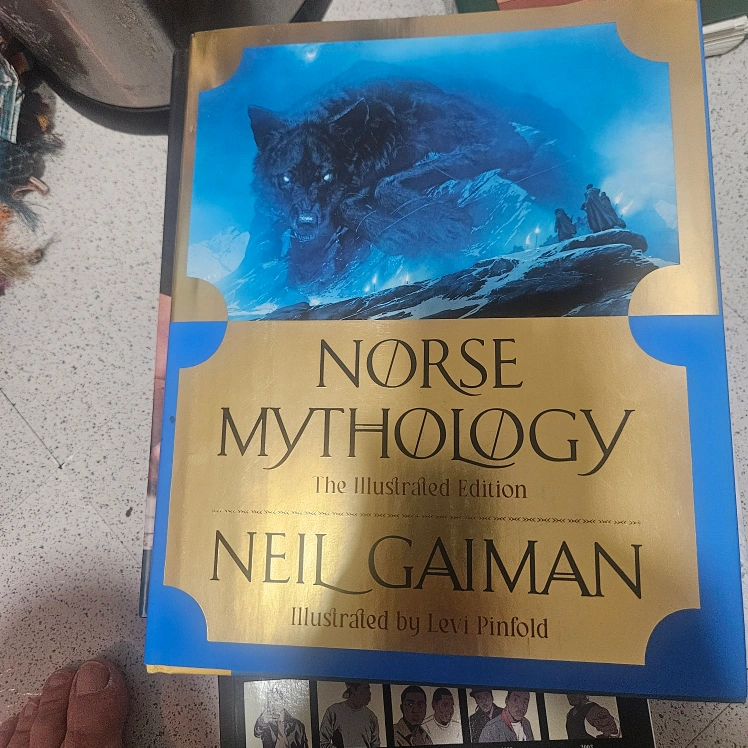 NORSE
MYTHOLOGY
The Illustrated Edition
NEIL GAIMAN
Illustrated by Levi Pinfold